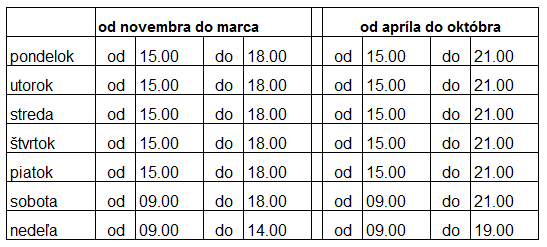 od novembra do marca od apríla do októbra
pondelok od 15.00 do 18.00 od 15.00 do 21.00
utorok od 15.00 do 18.00 od 15.00 do 21.00
streda od 15.00 do 18.00 od 15.00 do 21.00
štvrtok od 15.00 do 18.00 od 15.00 do 21.00
piatok od 15.00 do 18.00 od 15.00 do 21.00
sobota od 09.00 do 18.00 od 09.00 do 21.00
nedeľa od 09.00 do 14.00 od 09.00 do 19.00